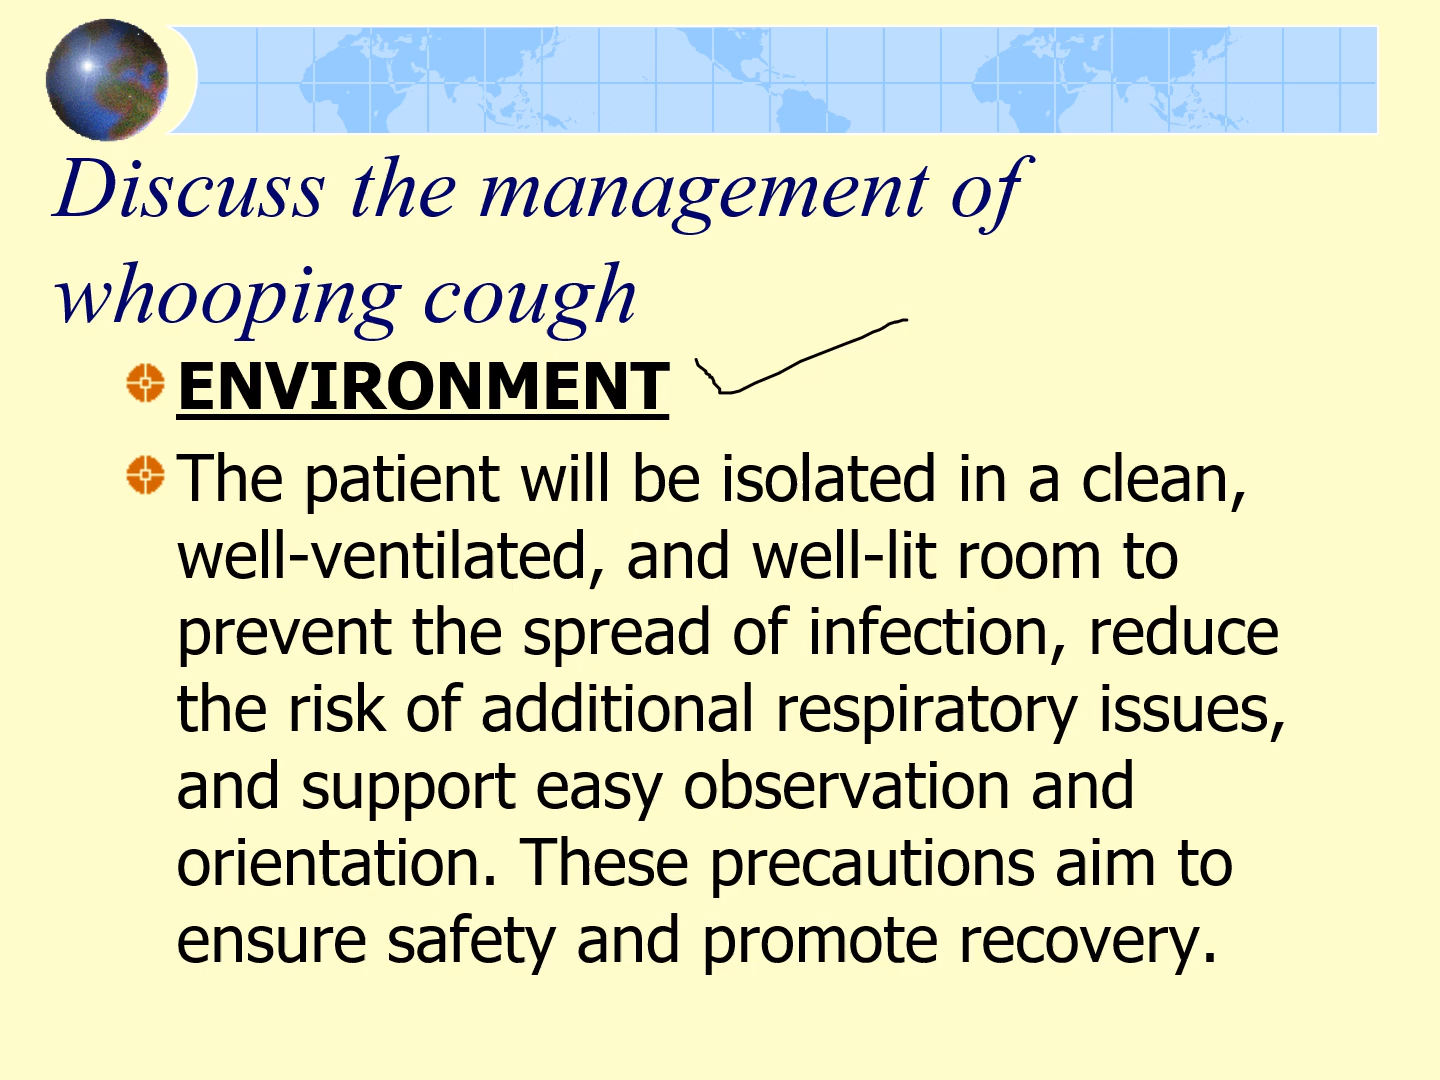 Discuss the management of
whooping cough
ENVIRONMENT
The patient will be isolated in a clean,
well-ventilated, and well-lit room to
prevent the spread of infection, reduce
the risk of additional respiratory issues,
and support easy observation and
orientation. These precautions aim to
ensure safety and promote recovery.